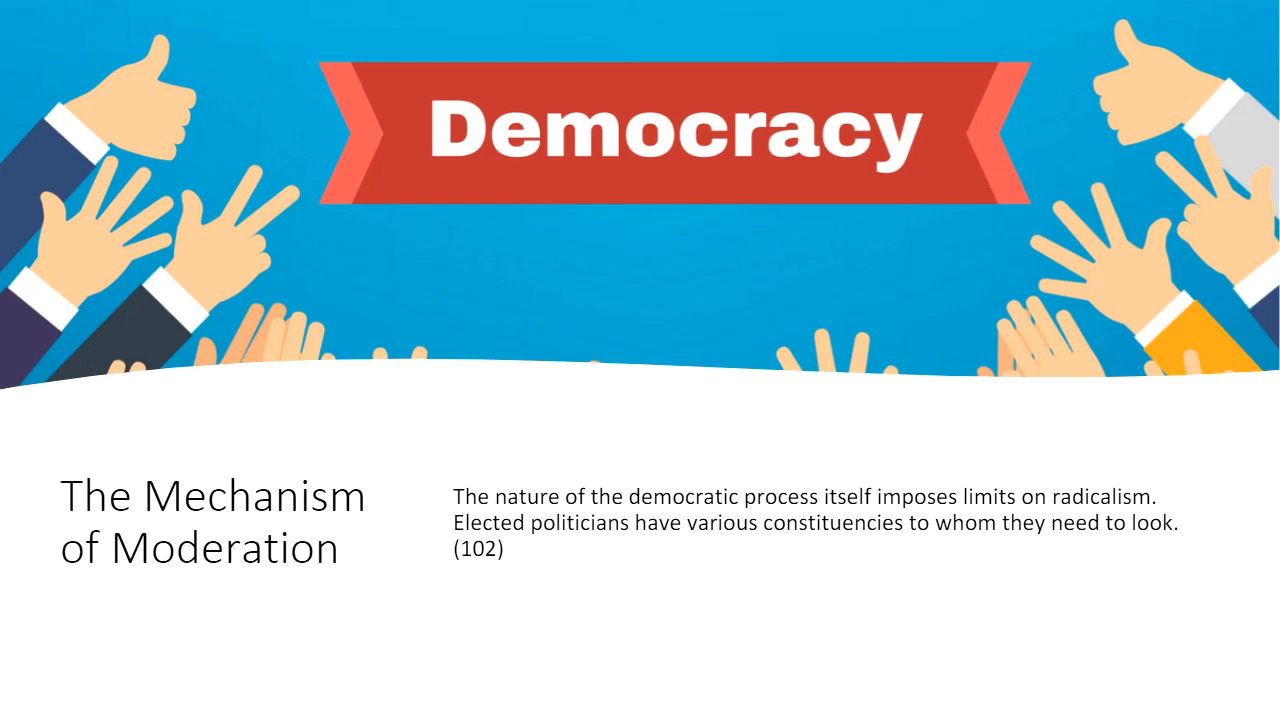 Democracy
The Mechanism
of Moderation
The nature of the democratic process itself imposes limits on radicalism.
Elected politicians have various constituencies to whom they need to look.
(102)